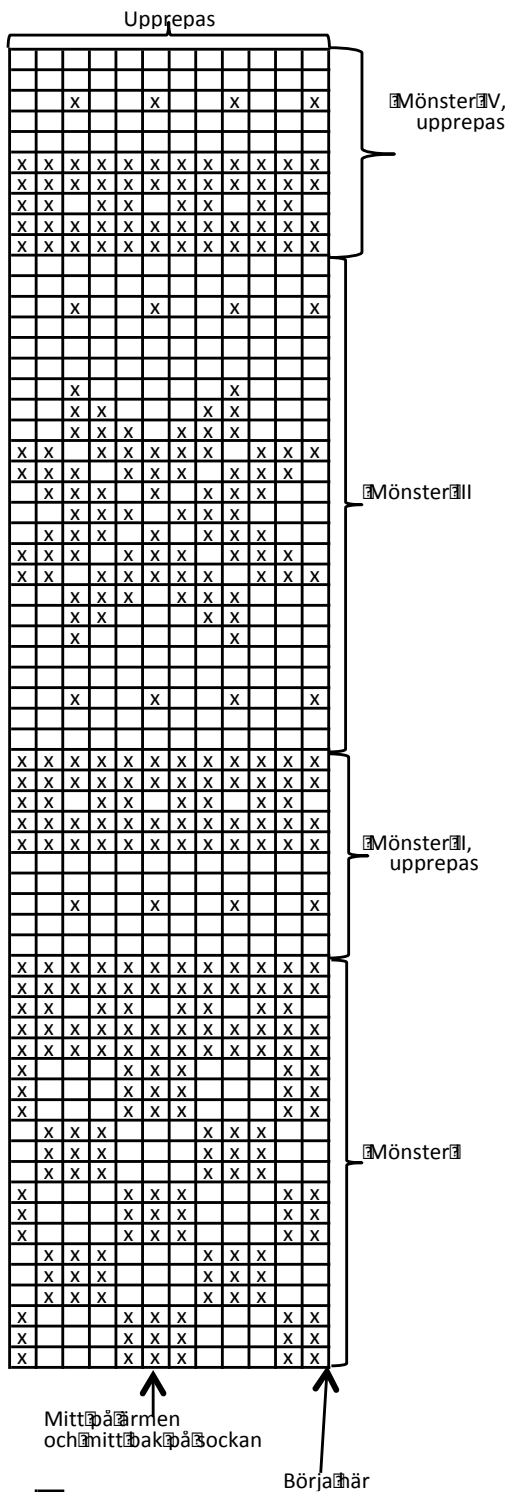 Upprepas
Mönster IV,
upprepas
Mönster III
Mönster II,
upprepas
Mönster I
Mitt på ärmen
och mitt bak på sockan
Börja här